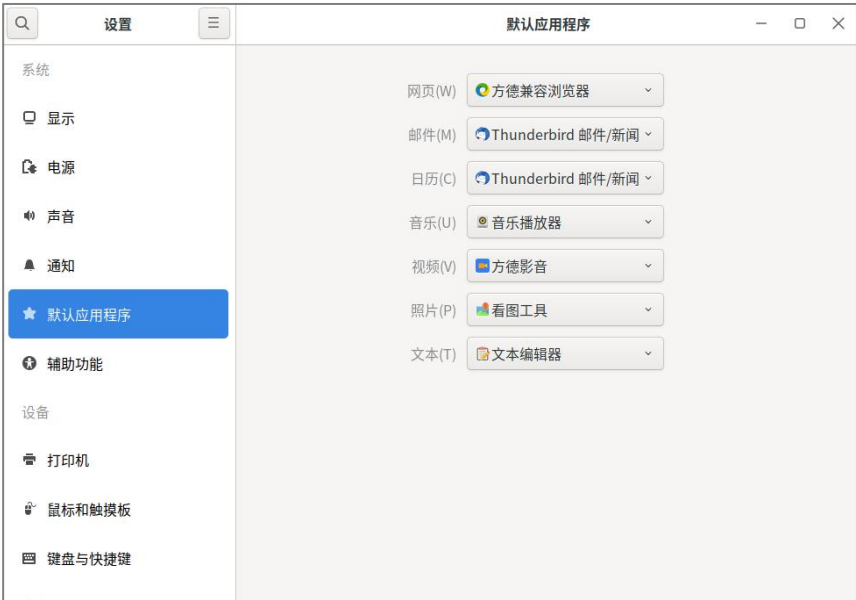 设置
默认应用程序
系统
显示
电源
声音
通知
默认应用程序
辅助功能
设备
打印机
鼠标和触摸板
键盘与快捷键
网页(W) 方德兼容浏览器
邮件(M) Thunderbird 邮件/新闻
日历(C) Thunderbird 邮件/新闻
音乐(U) 音乐播放器
视频(V) 方德影音
照片(P) 看图工具
文本(T) 文本编辑器